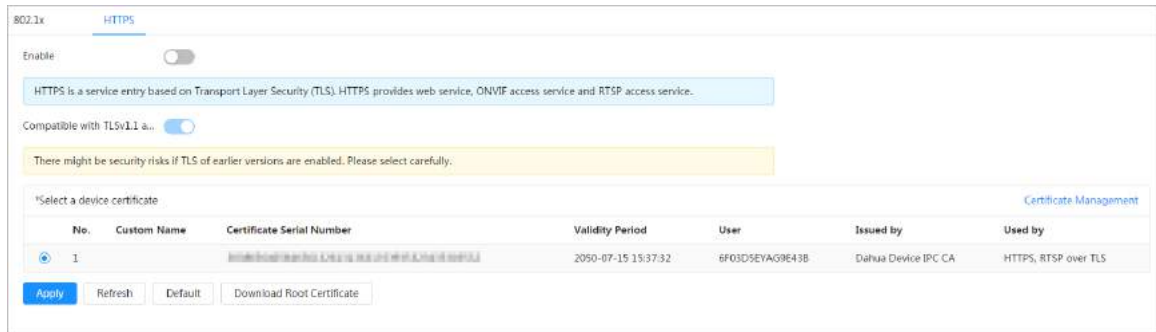 802.1x HTTPS
Enable
HTTPS is a service entry based on Transport Layer Security (TLS). HTTPS provides web service, ONVIF access service and RTSP access service.
Compatible with TLSv1.1 a...
There might be security risks if TLS of earlier versions are enabled. Please select carefully.
*Select a device certificate Certificate Management
No. Custom Name Certificate Serial Number Validity Period User Issued by Used by
1 2050-07-15 15:37:32 6F03D5EYAG9E43B Dahua Device IPC CA HTTPS, RTSP over TLS
Apply Refresh Default Download Root Certificate